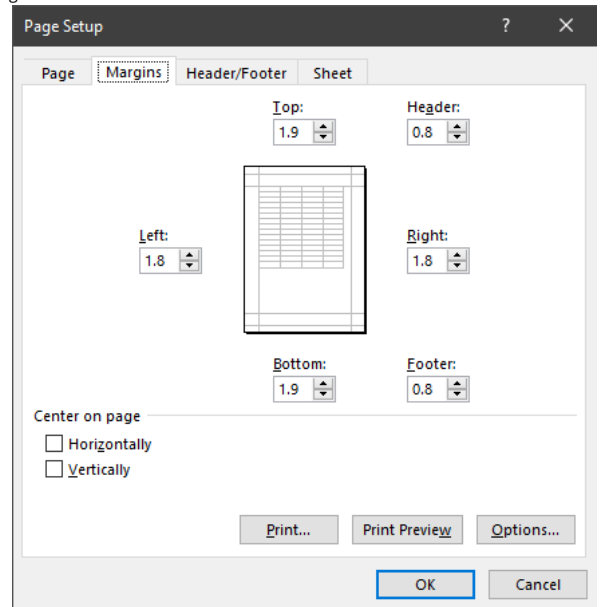 Page Setup ? ×
Page Margins Header/Footer Sheet
Top: Header:
1.9 0.8
Left: Right:
1.8 1.8
Bottom: Footer:
1.9 0.8
Center on page
Horizontally
Vertically
Print... Print Preview Options...
OK Cancel